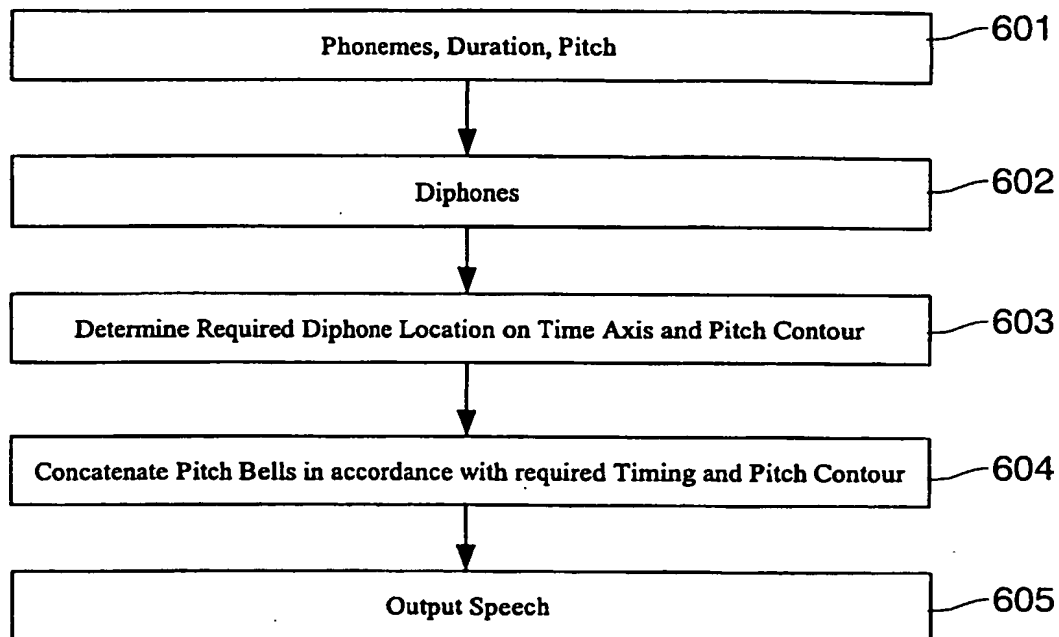 Phonemes, Duration, Pitch
601
Diphones
602
Determine Required Diphone Location on Time Axis and Pitch Contour
603
Concatenate Pitch Bells in accordance with required Timing and Pitch Contour
604
Output Speech
605